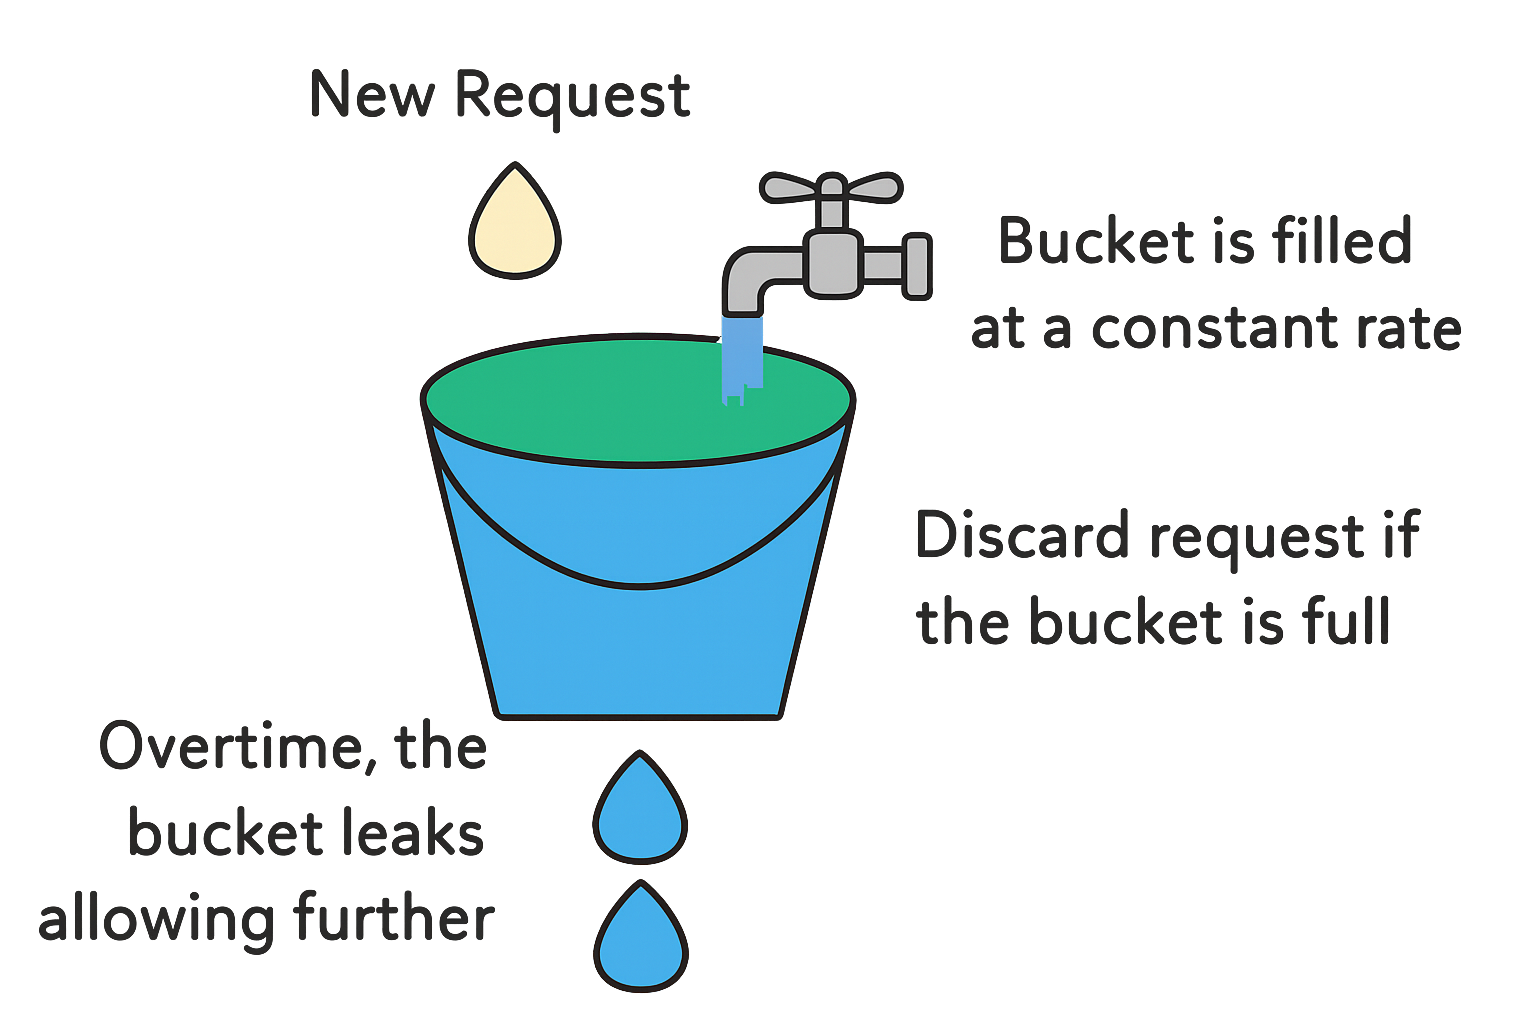 New Request
Bucket is filled
at a constant rate
Discard request if
the bucket is full
Overtime, the
bucket leaks
allowing further